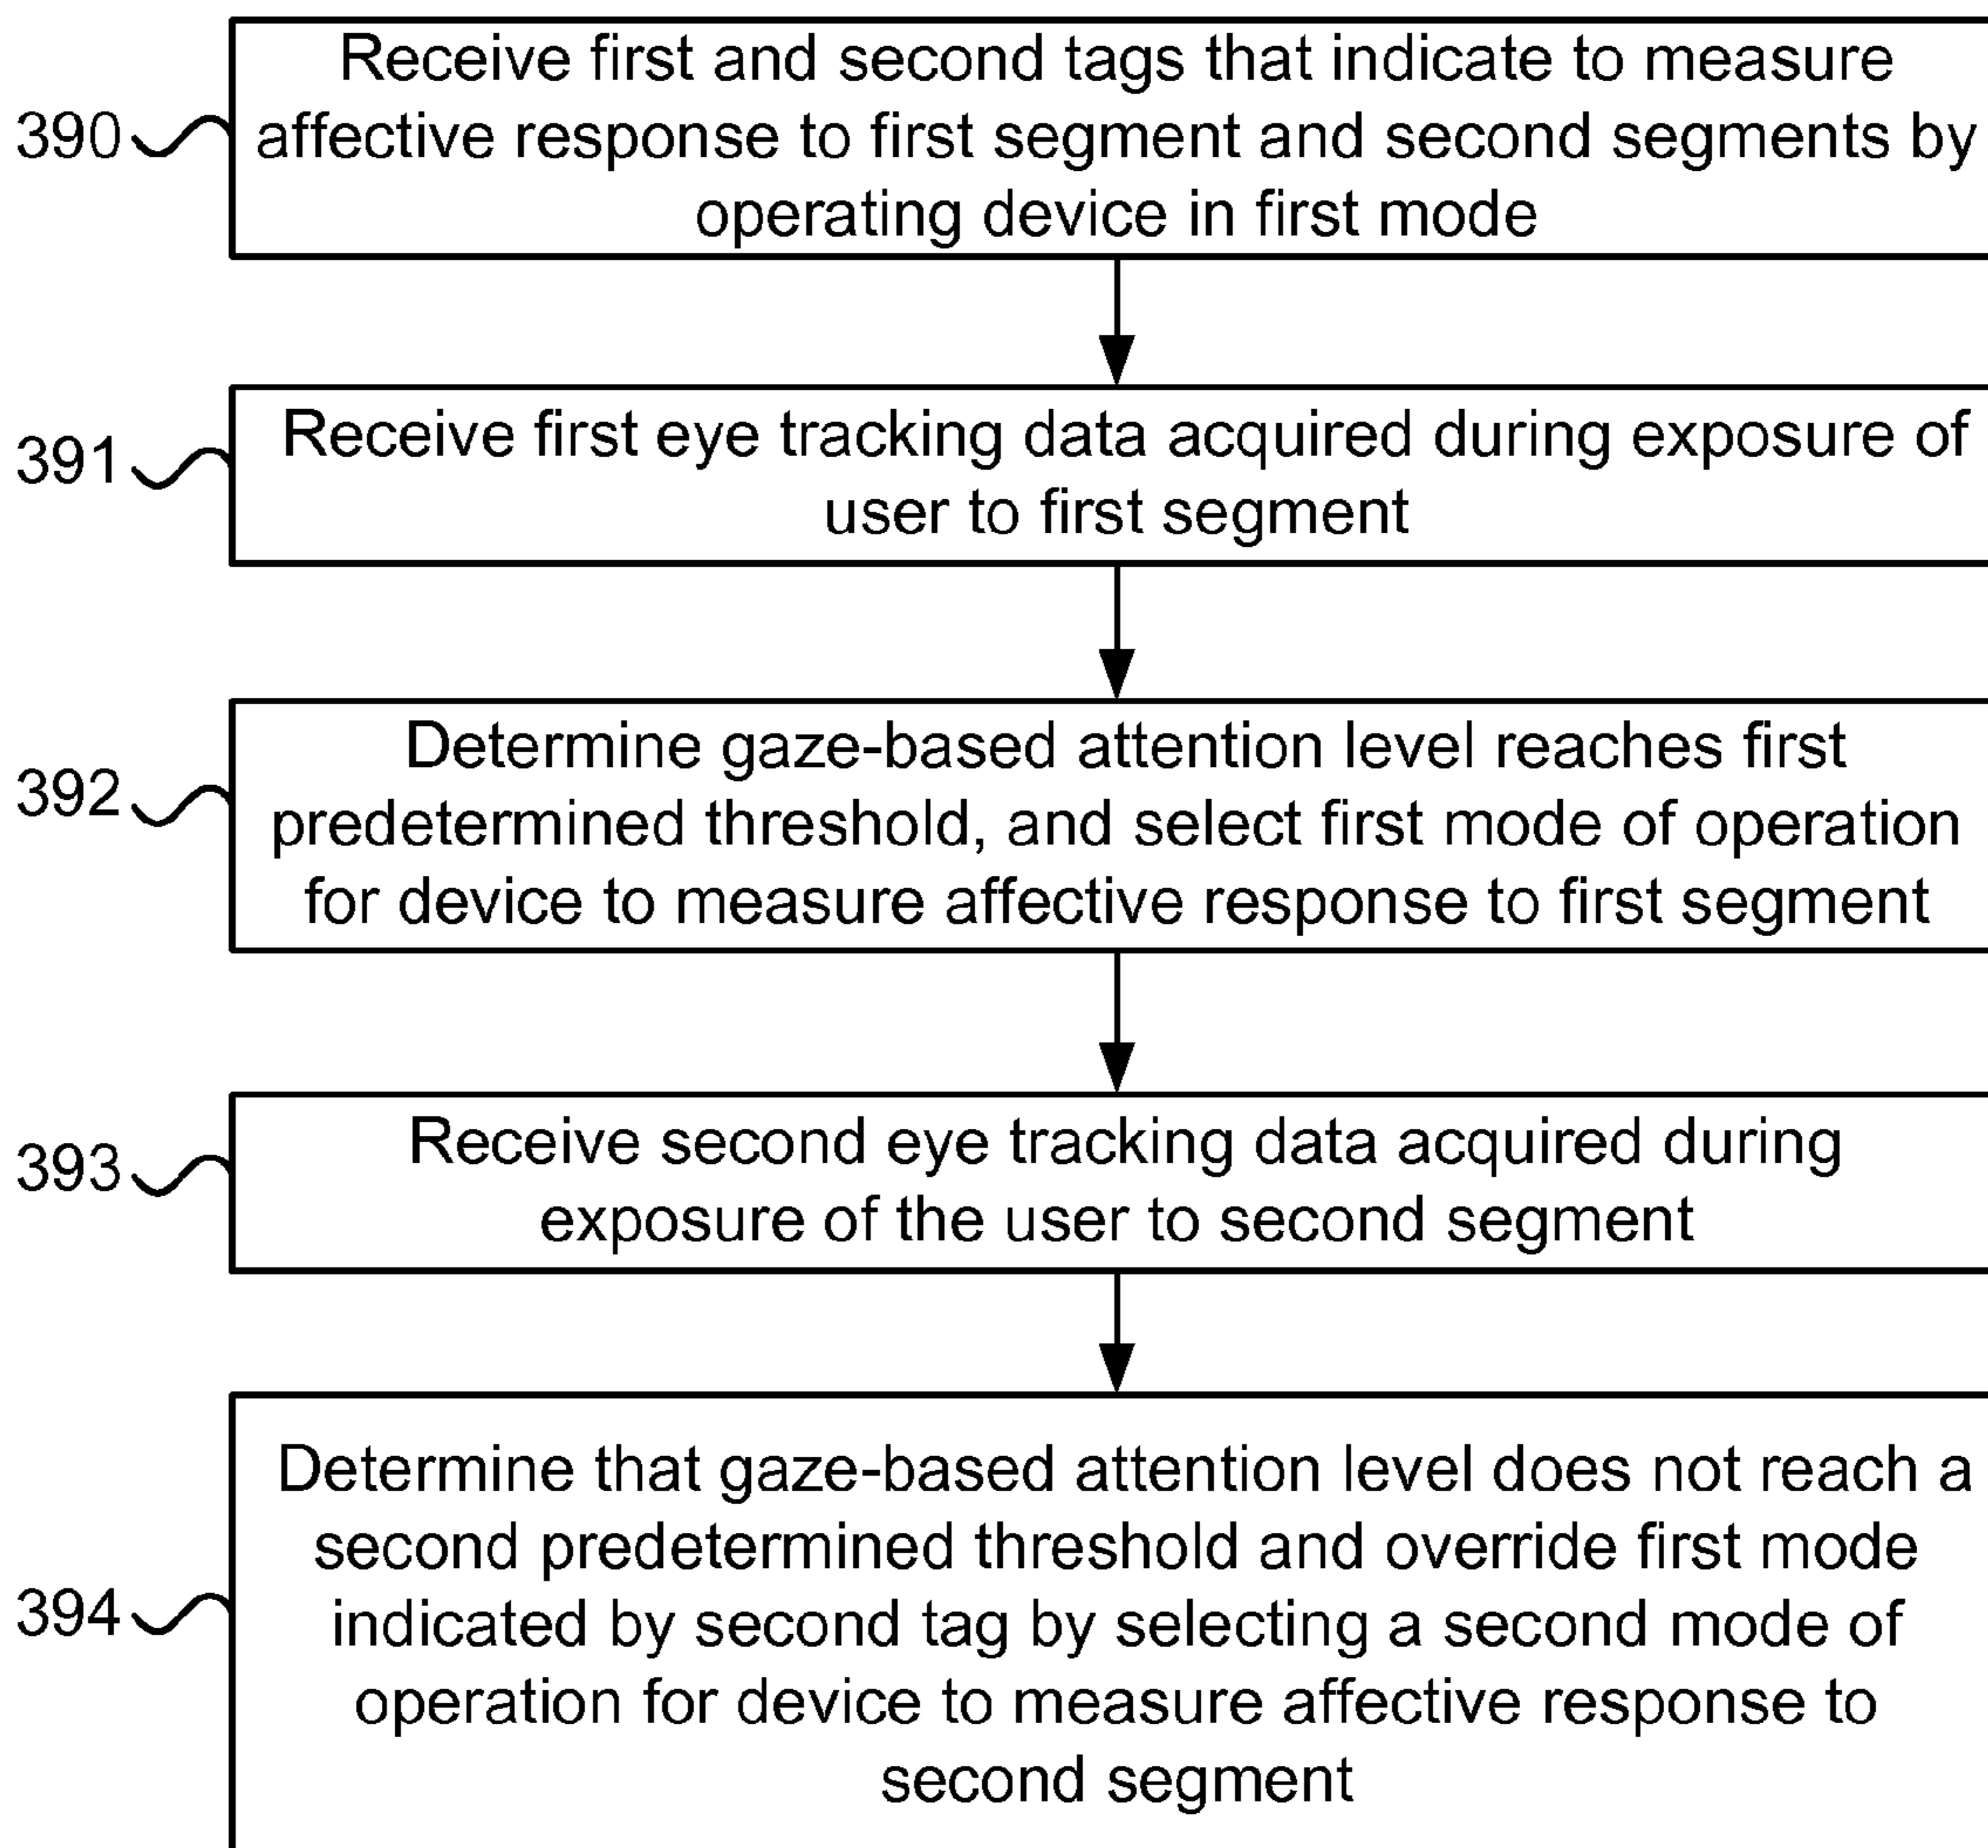 Receive first and second tags that indicate to measure
390
affective response to first segment and second segments by
operating device in first mode
Receive first eye tracking data acquired during exposure of
391
user to first segment
Determine gaze-based attention level reaches first
392
predetermined threshold, and select first mode of operation
for device to measure affective response to first segment
Receive second eye tracking data acquired during
393
exposure of the user to second segment
Determine that gaze-based attention level does not reach a
second predetermined threshold and override first mode
394
indicated by second tag by selecting a second mode of
operation for device to measure affective response to
second segment